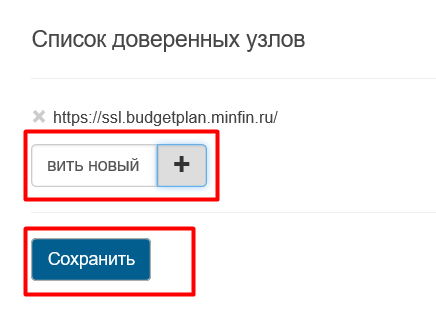 Список доверенных узлов
https://ssl.budgetplan.minfin.ru/
вить новый +
Сохранить